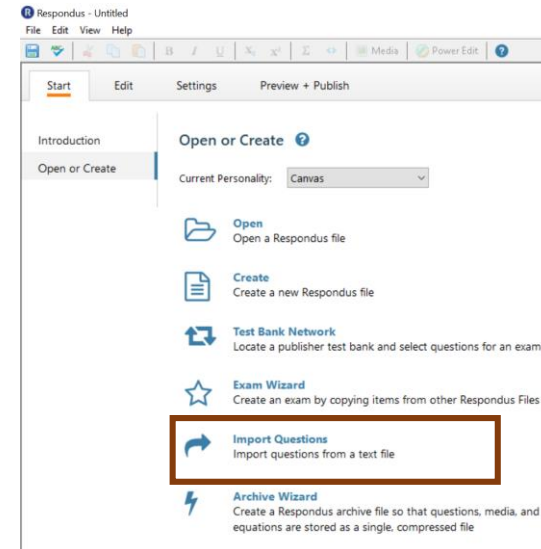 Respondus - Untitled
File Edit View Help
B I U X₂ x² Σ Media Power Edit ?
Start Edit Settings Preview + Publish
Introduction
Open or Create
Open or Create ?
Current Personality: Canvas
Open
Open a Respondus file
Create
Create a new Respondus file
Test Bank Network
Locate a publisher test bank and select questions for an exam
Exam Wizard
Create an exam by copying items from other Respondus Files
Import Questions
Import questions from a text file
Archive Wizard
Create a Respondus archive file so that questions, media, and
equations are stored as a single, compressed file